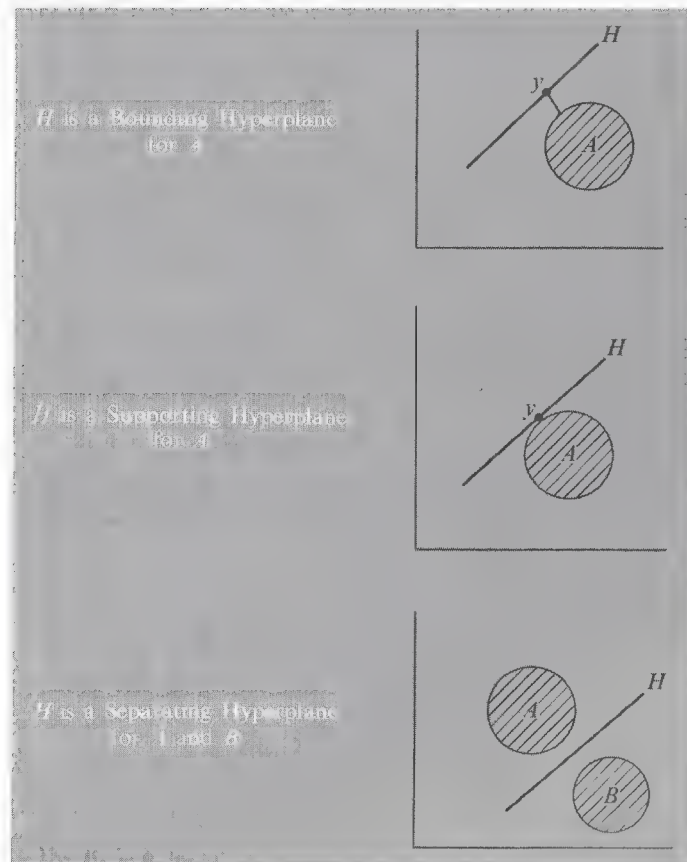 H
y
H is a Bounding Hyperplane
for A
A
H
H is a Supporting Hyperplane
for A
y
A
H
H is a Separating Hyperplane
for A and B
A
B